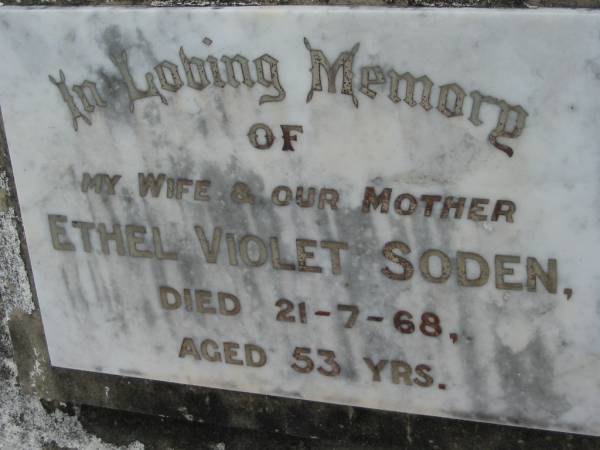 In Loving Memory
OF
MY WIFE & OUR MOTHER
ETHEL VIOLET SODEN,
DIED 21-7-68,
AGED 53 YRS.